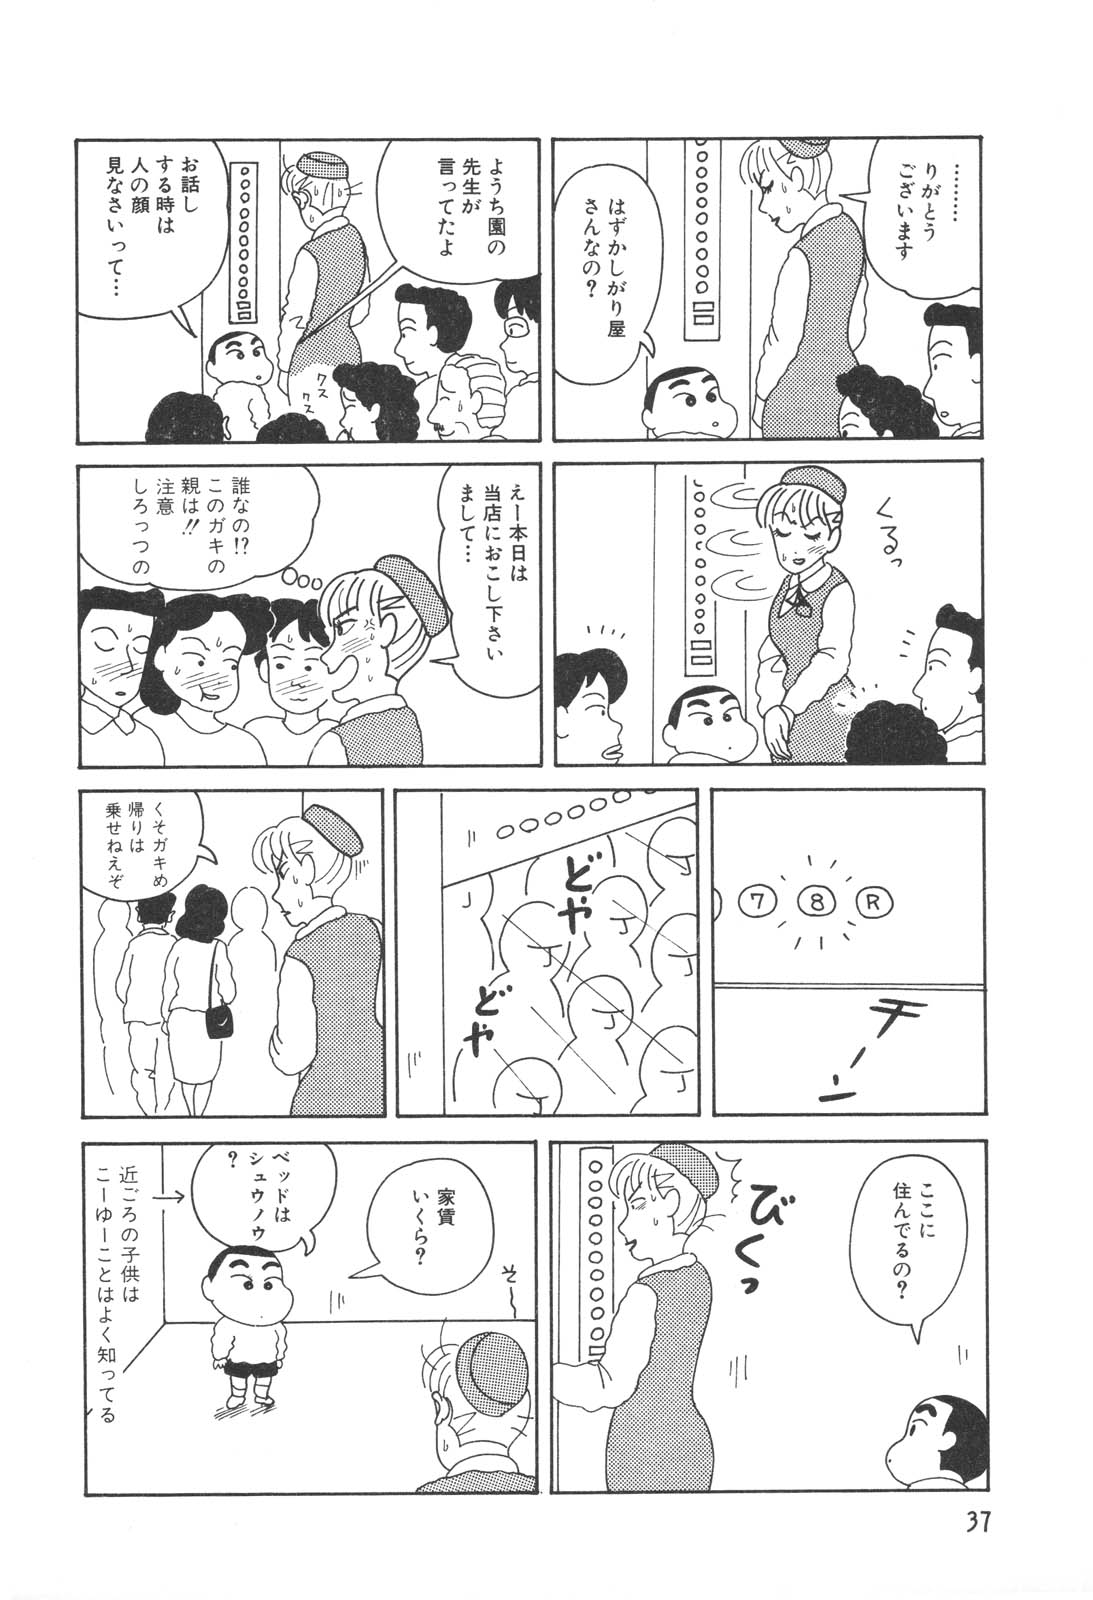 ………
りがとう
ございます
はずかしがり屋
さんなの?
ようち園の
先生が
言ってたよ
お話し
する時は
人の顔
見なさいって…
クス
クス
くるっ
えー本日は
当店におこし下さい
まして…
誰なの!?
このガキの
親は!!
注意
しろっつの
7 8 R
チーン
どや
どや
くそガキめ
帰りは
乗せねえぞ
ここに
住んでるの?
びくっ
家賃
いくら?
そ〜
ベッドは
シュウノウ
?
近ごろの子供は
こーゆーことはよく知ってる
37